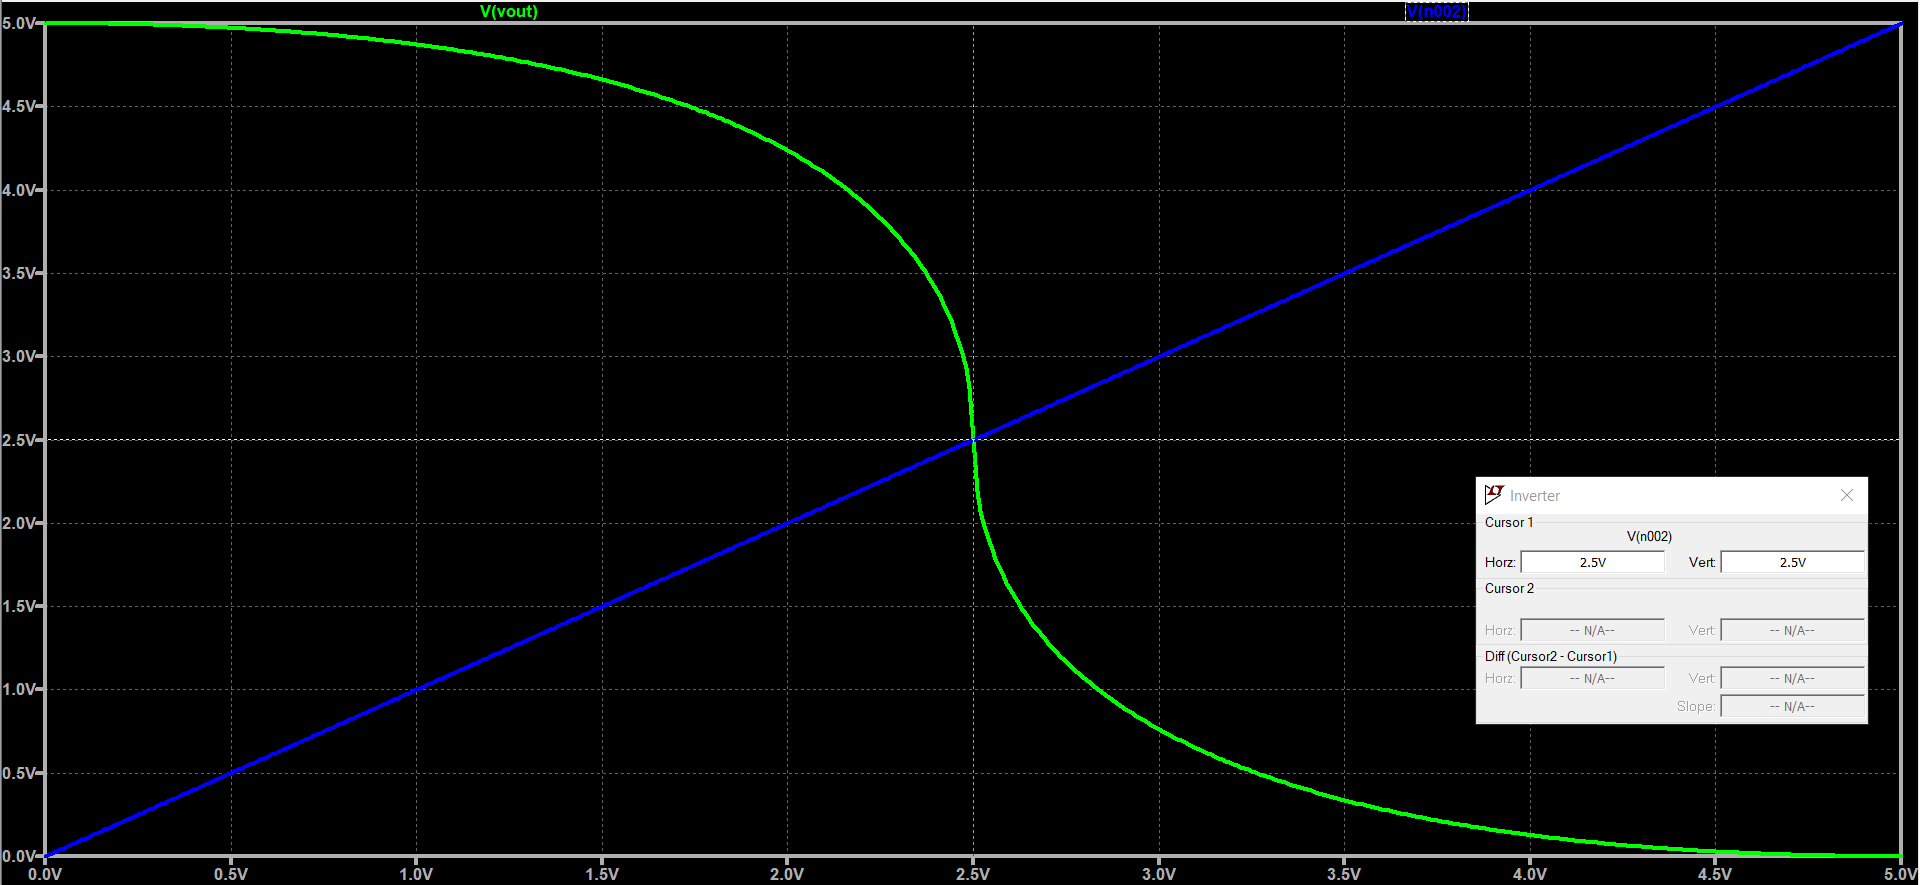 V(vout) V(n002)
5.0V
4.5V
4.0V
3.5V
3.0V
2.5V
2.0V
1.5V
1.0V
0.5V
0.0V
0.0V 0.5V 1.0V 1.5V 2.0V 2.5V 3.0V 3.5V 4.0V 4.5V 5.0V
Inverter
Cursor 1
V(n002)
Horz: 2.5V Vert: 2.5V
Cursor 2
Horz: -- N/A-- Vert: -- N/A--
Diff (Cursor2 - Cursor1)
Horz: -- N/A-- Vert: -- N/A--
Slope: -- N/A--